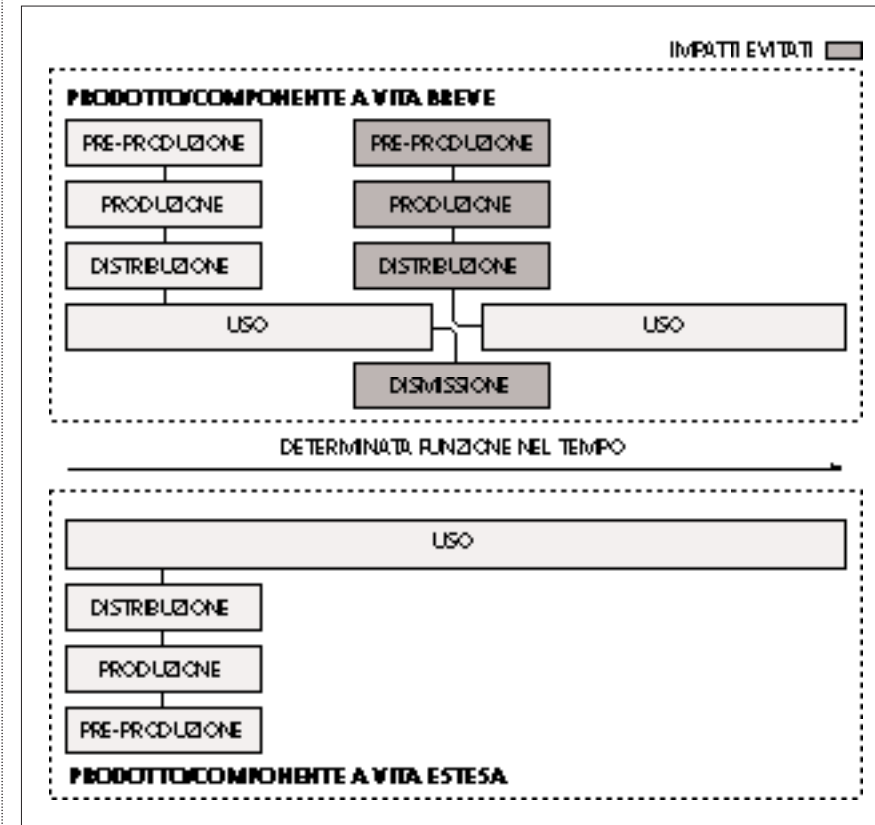 IMPATTI EVITATI
PRODOTTO/COMPONENTE A VITA BREVE
PRE-PRODUZIONE PRE-PRODUZIONE
PRODUZIONE PRODUZIONE
DISTRIBUZIONE DISTRIBUZIONE
USO USO
DISMISSIONE
DETERMINATA FUNZIONE NEL TEMPO
USO
DISTRIBUZIONE
PRODUZIONE
PRE-PRODUZIONE
PRODOTTO/COMPONENTE A VITA ESTESA